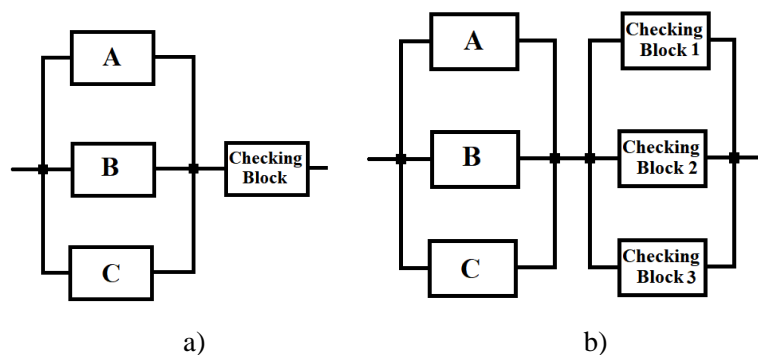 A
B
C
Checking
Block
a)
A
B
C
Checking
Block 1
Checking
Block 2
Checking
Block 3
b)